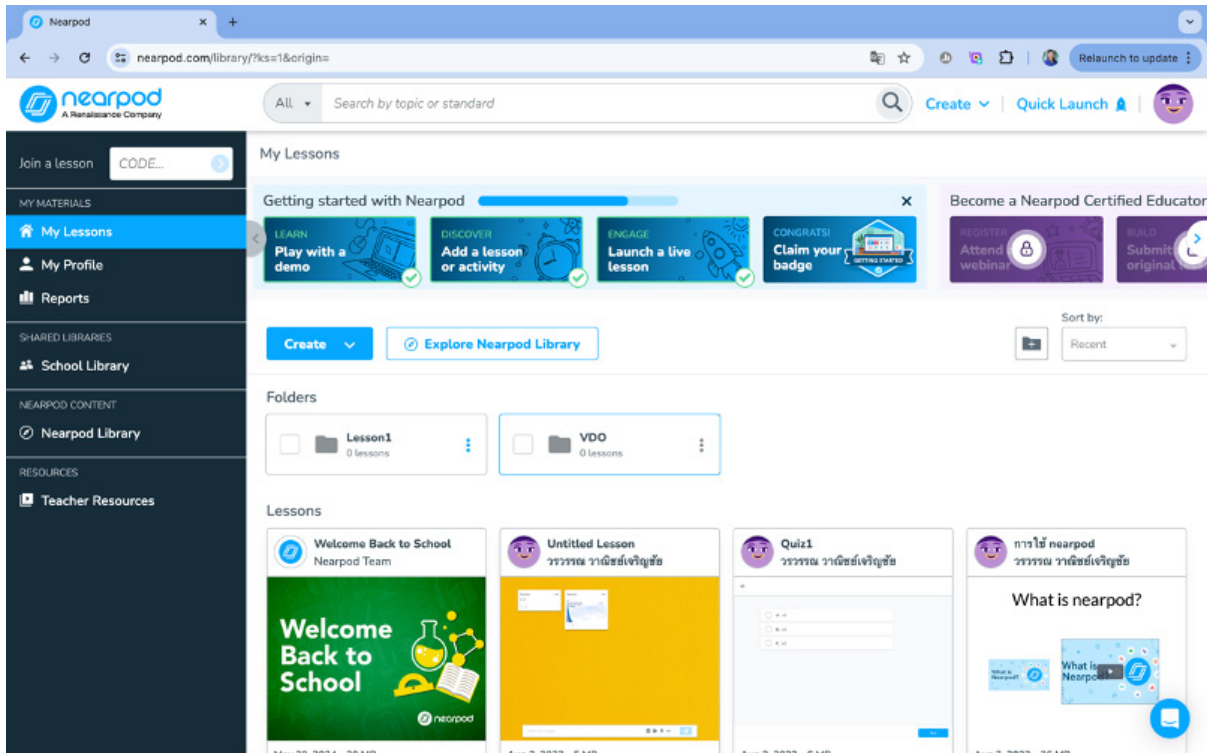 Nearpod
nearpod.com/library/?ks=1&origin=
Relaunch to update
nearpod
A Renaissance Company
All
Search by topic or standard
Create
Quick Launch
Join a lesson
CODE...
MY MATERIALS
My Lessons
My Profile
Reports
SHARED LIBRARIES
School Library
NEARPOD CONTENT
Nearpod Library
RESOURCES
Teacher Resources
My Lessons
Getting started with Nearpod
LEARN
Play with a
demo
DISCOVER
Add a lesson
or activity
ENGAGE
Launch a live
lesson
CONGRATS!
Claim your
badge
GETTING STARTED
Become a Nearpod Certified Educator
REGISTER
Attend
webinar
BUILD
Submit
original
Create
Explore Nearpod Library
Sort by:
Recent
Folders
Lesson1
0 lessons
VDO
0 lessons
Lessons
Welcome Back to School
Nearpod Team
Welcome
Back to
School
nearpod
Untitled Lesson
วรวรรณ วาณิชย์เจริญชัย
Quiz1
วรวรรณ วาณิชย์เจริญชัย
การใช้ nearpod
วรวรรณ วาณิชย์เจริญชัย
What is nearpod?
What is
Nearpod?
What is
Nearpod?